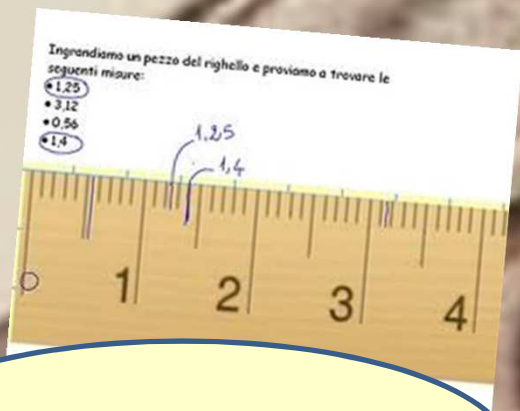 Ingrandiamo un pezzo del righello e proviamo a trovare le
seguenti misure:
• 1,25
• 3,12
• 0,56
• 1,4
1,25
1,4
0 1 2 3 4